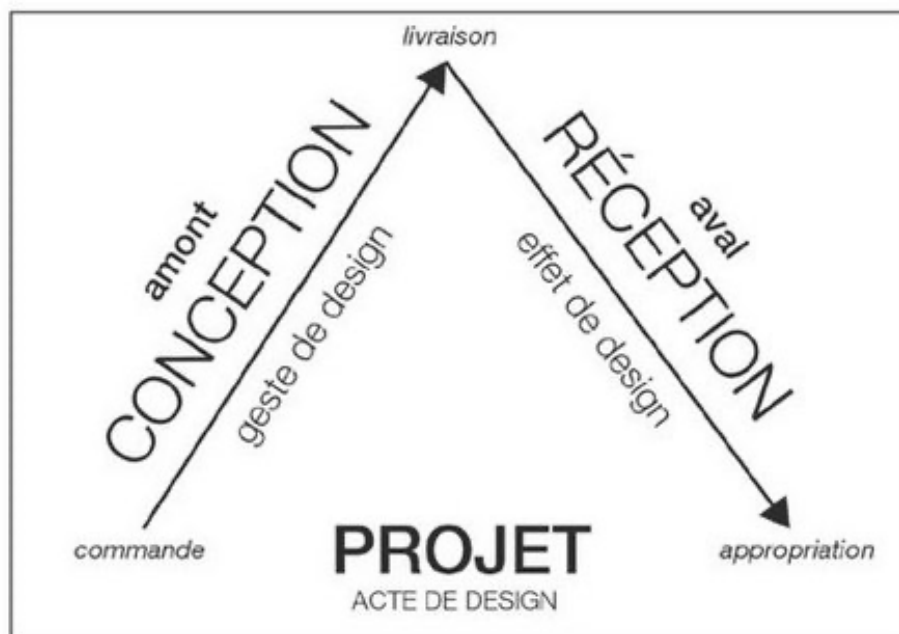 livraison
amont
CONCEPTION
geste de design
RÉCEPTION
aval
effet de design
commande
PROJET
ACTE DE DESIGN
appropriation